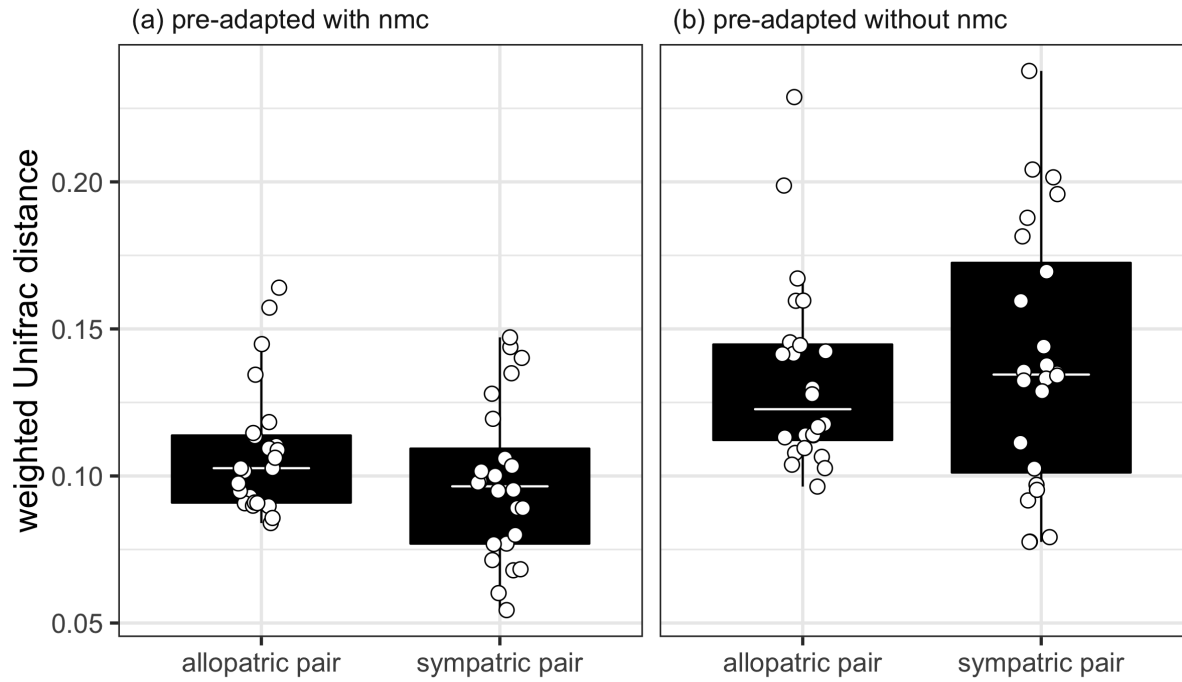 (a) pre-adapted with nmc
(b) pre-adapted without nmc
weighted Unifrac distance
0.20
0.15
0.10
0.05
allopatric pair
sympatric pair
allopatric pair
sympatric pair